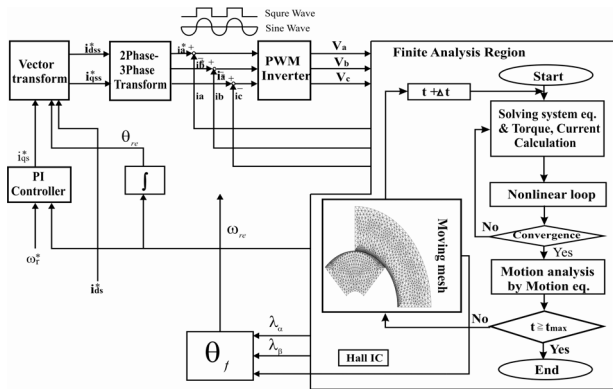 Squre Wave
Sine Wave
i*dss
i*qss
Vector
transform
2Phase-
3Phase
Transform
ia* +
ib* +
ic* +
ia
ib
ic
PWM
Inverter
Va
Vb
Vc
Finite Analysis Region
Start
t +Δt
Solving system eq.
& Torque, Current
Calculation
Nonlinear loop
No
Convergence
Yes
Motion analysis
by Motion eq.
No
t ≧ tmax
Yes
End
Moving mesh
Hall IC
θre
i*qs
PI
Controller
∫
ωre
ωr*
i*ds
λα
λβ
θf